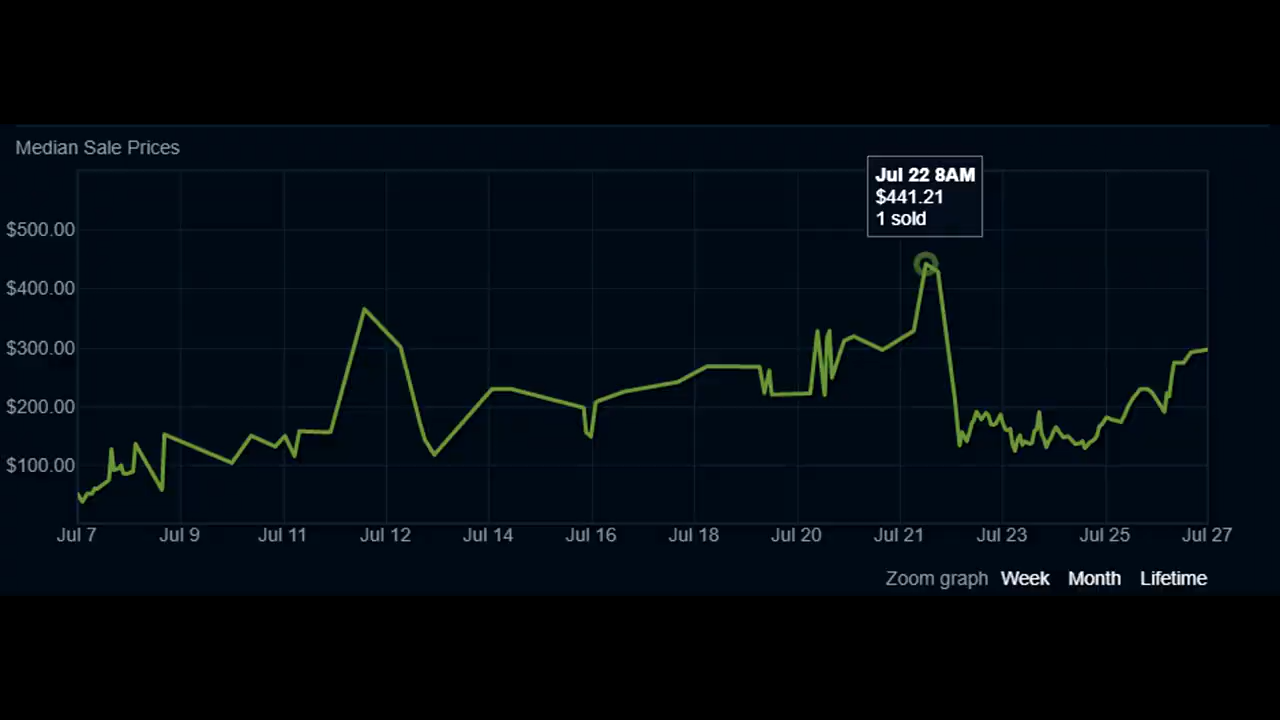 Median Sale Prices
Jul 22 8AM
$441.21
1 sold
$500.00
$400.00
$300.00
$200.00
$100.00
Jul 7 Jul 9 Jul 11 Jul 12 Jul 14 Jul 16 Jul 18 Jul 20 Jul 21 Jul 23 Jul 25 Jul 27
Zoom graph Week Month Lifetime